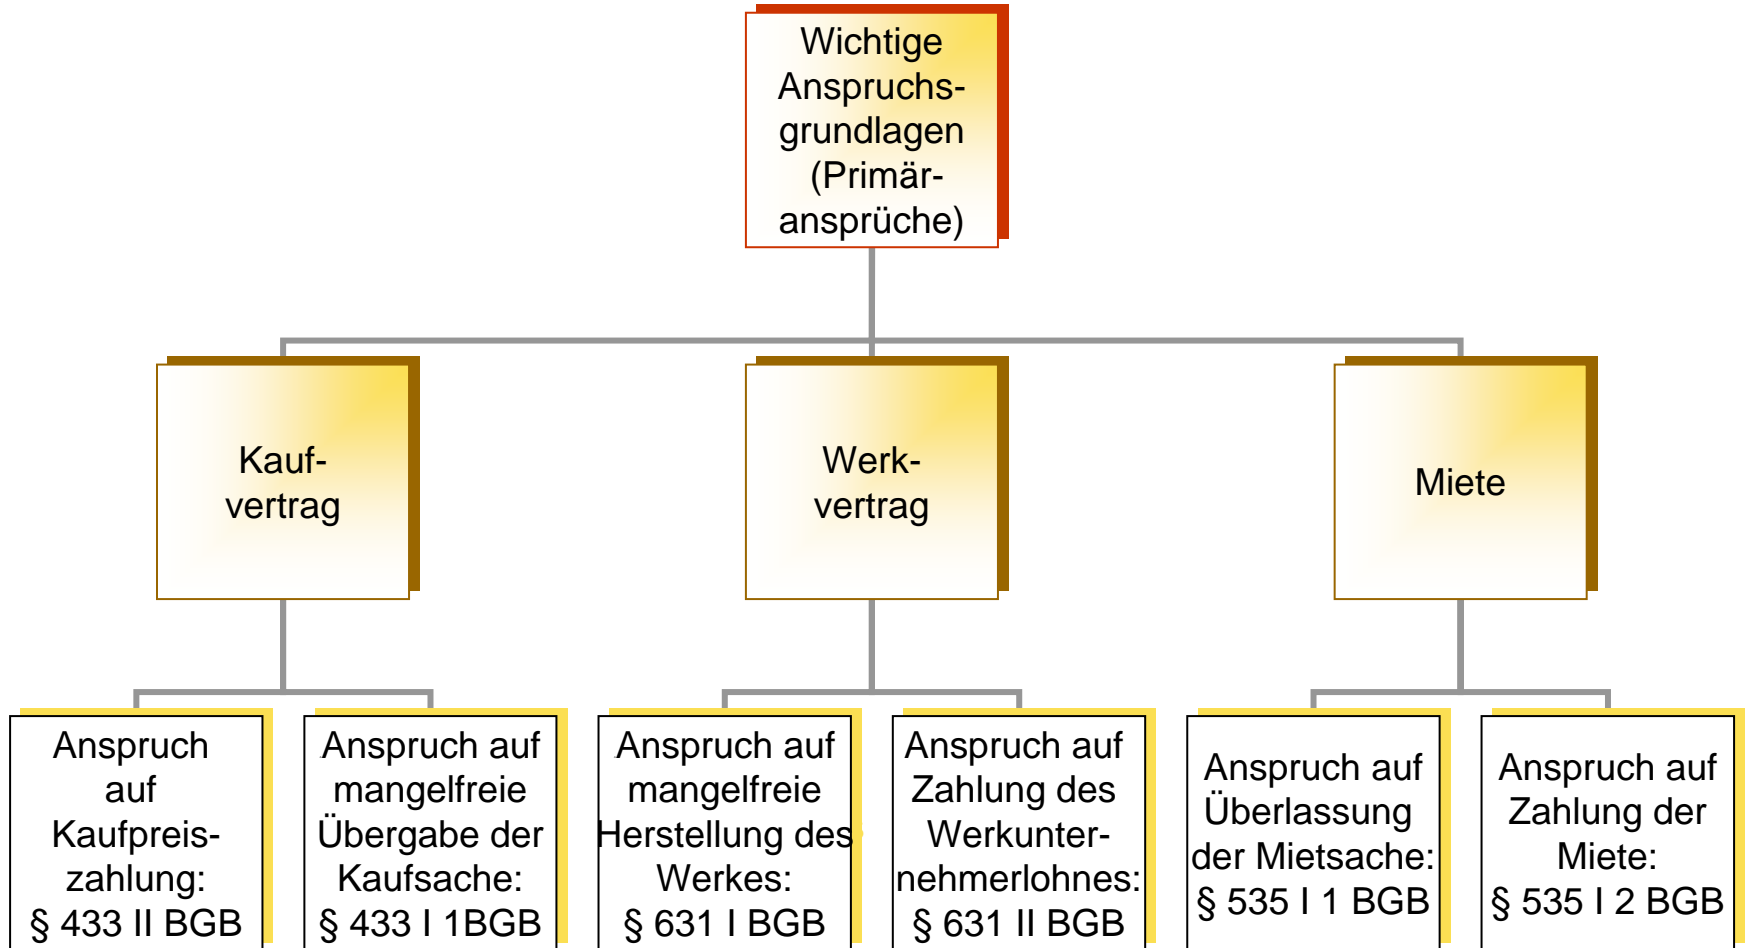 Wichtige
Anspruchs-
grundlagen
(Primär-
ansprüche)
Kauf-
vertrag
Werk-
vertrag
Miete
Anspruch
auf
Kaufpreis-
zahlung:
§ 433 II BGB
Anspruch auf
mangelfreie
Übergabe der
Kaufsache:
§ 433 I 1BGB
Anspruch auf
mangelfreie
Herstellung des
Werkes:
§ 631 I BGB
Anspruch auf
Zahlung des
Werkunter-
nehmerlohnes:
§ 631 II BGB
Anspruch auf
Überlassung
der Mietsache:
§ 535 I 1 BGB
Anspruch auf
Zahlung der
Miete:
§ 535 I 2 BGB